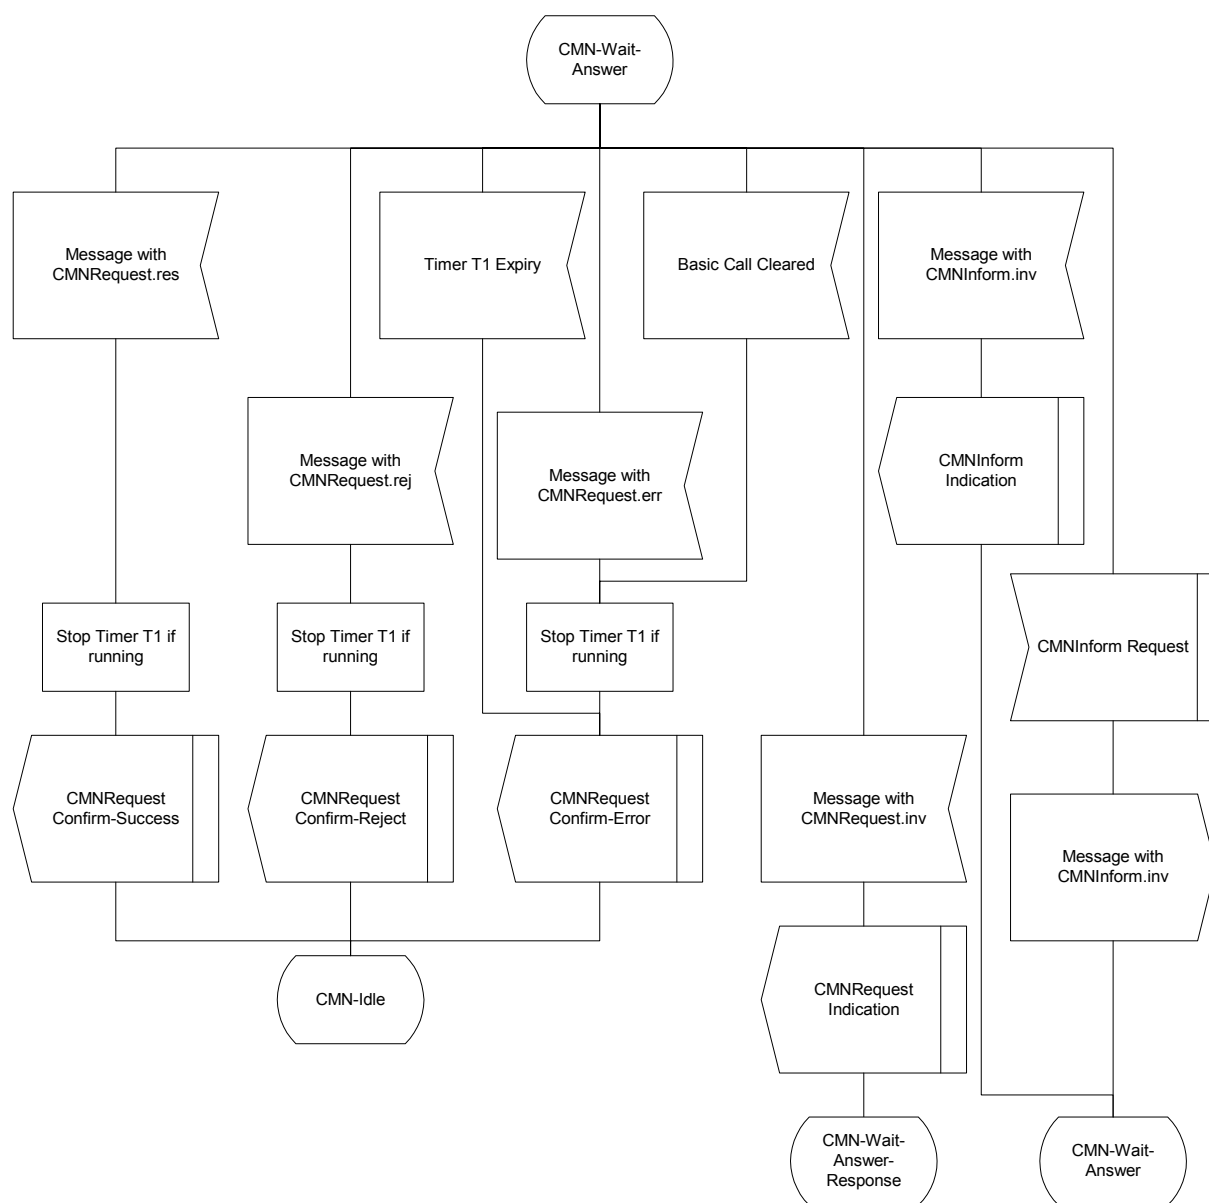 CMN-Wait-
Answer
Message with
CMNRequest.res
Timer T1 Expiry
Basic Call Cleared
Message with
CMNInform.inv
Message with
CMNRequest.rej
Message with
CMNRequest.err
CMNInform
Indication
Stop Timer T1 if
running
Stop Timer T1 if
running
Stop Timer T1 if
running
CMNInform Request
CMNRequest
Confirm-Success
CMNRequest
Confirm-Reject
CMNRequest
Confirm-Error
Message with
CMNRequest.inv
Message with
CMNInform.inv
CMN-Idle
CMNRequest
Indication
CMN-Wait-
Answer-
Response
CMN-Wait-
Answer